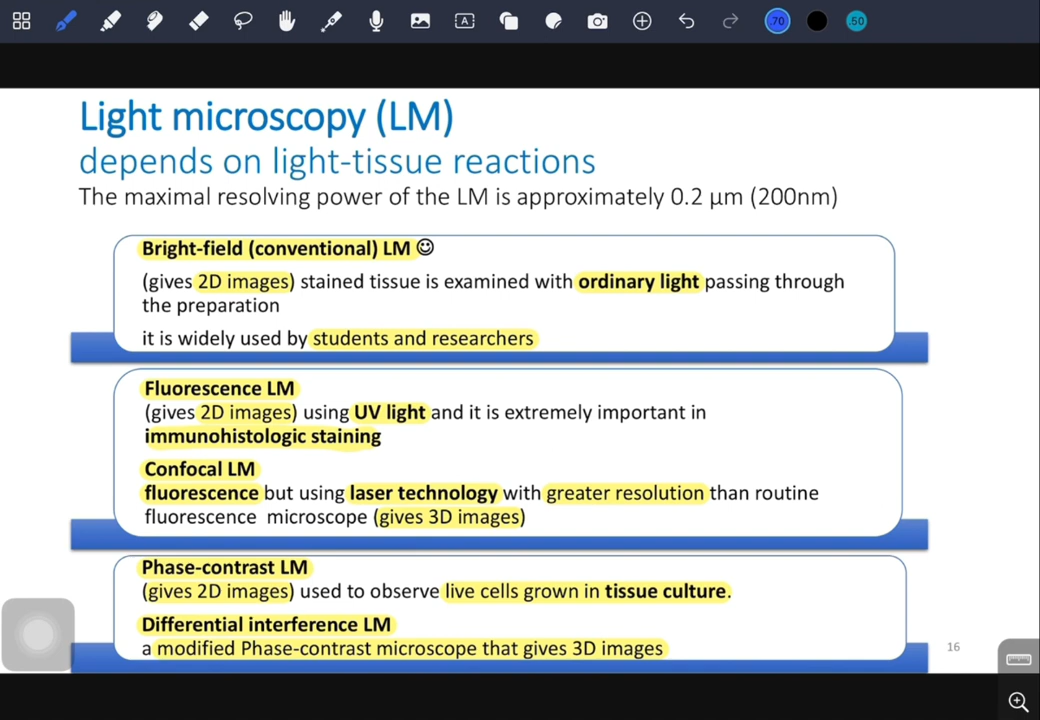 .70
.50
A
Light microscopy (LM)
depends on light-tissue reactions
The maximal resolving power of the LM is approximately 0.2 µm (200nm)
Bright-field (conventional) LM ☺
(gives 2D images) stained tissue is examined with ordinary light passing through
the preparation
it is widely used by students and researchers
Fluorescence LM
(gives 2D images) using UV light and it is extremely important in
immunohistologic staining
Confocal LM
fluorescence but using laser technology with greater resolution than routine
fluorescence microscope (gives 3D images)
Phase-contrast LM
(gives 2D images) used to observe live cells grown in tissue culture.
Differential interference LM
a modified Phase-contrast microscope that gives 3D images
16